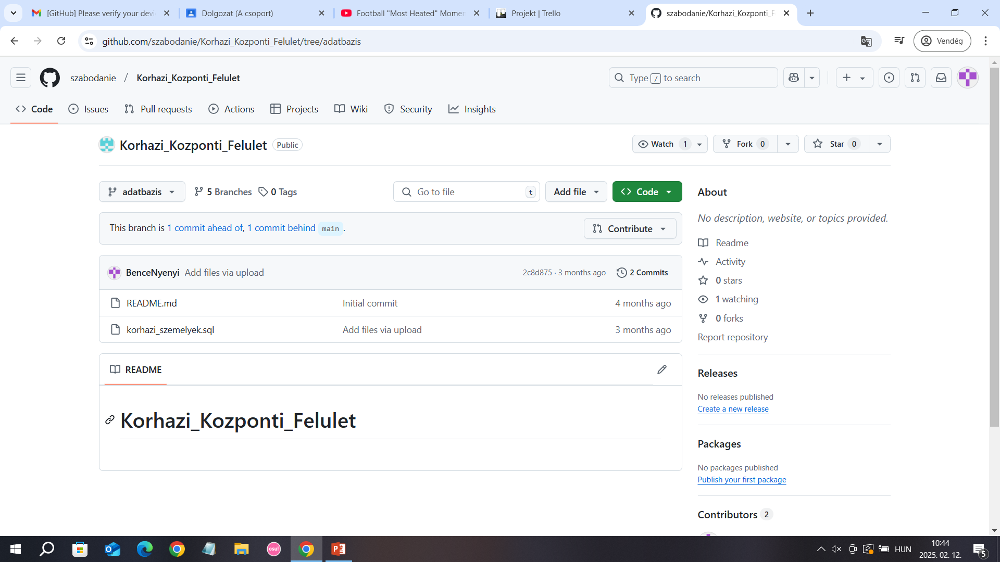 [GitHub] Please verify your devi
Dolgozat (A csoport)
Football "Most Heated" Momen
Projekt | Trello
szabodanie/Korhazi_Kozponti_F
github.com/szabodanie/Korhazi_Kozponti_Felulet/tree/adatbazis
Vendég
szabodanie / Korhazi_Kozponti_Felulet
Type / to search
Code
Issues
Pull requests
Actions
Projects
Wiki
Security
Insights
Korhazi_Kozponti_Felulet
Public
Watch 1
Fork 0
Star 0
adatbazis
5 Branches
0 Tags
Go to file
t
Add file
Code
This branch is 1 commit ahead of, 1 commit behind main .
Contribute
BenceNyenyi Add files via upload
2c8d875 · 3 months ago
2 Commits
README.md
Initial commit
4 months ago
korhazi_szemelyek.sql
Add files via upload
3 months ago
README
Korhazi_Kozponti_Felulet
About
No description, website, or topics provided.
Readme
Activity
0 stars
1 watching
0 forks
Report repository
Releases
No releases published
Create a new release
Packages
No packages published
Publish your first package
Contributors 2
osu!
HUN
10:44
2025. 02. 12.
5